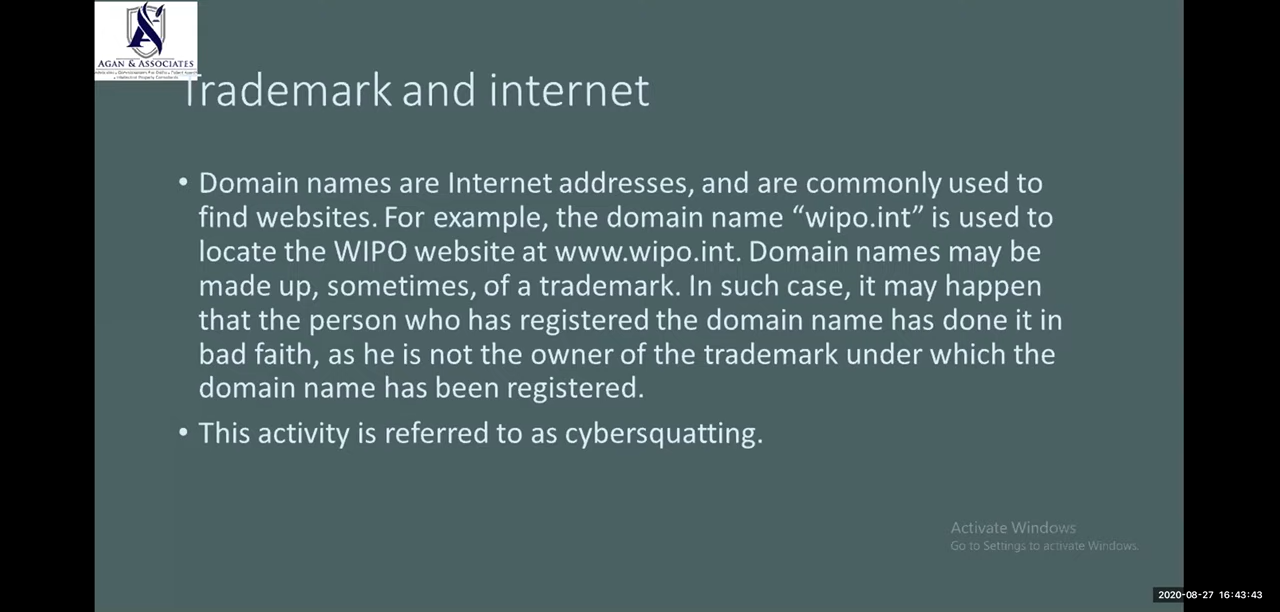 AGAN & ASSOCIATES
Trademark and internet
• Domain names are Internet addresses, and are commonly used to
find websites. For example, the domain name “wipo.int” is used to
locate the WIPO website at www.wipo.int. Domain names may be
made up, sometimes, of a trademark. In such case, it may happen
that the person who has registered the domain name has done it in
bad faith, as he is not the owner of the trademark under which the
domain name has been registered.
• This activity is referred to as cybersquatting.
Activate Windows
Go to Settings to activate Windows.
2020-08-27 16:43:43